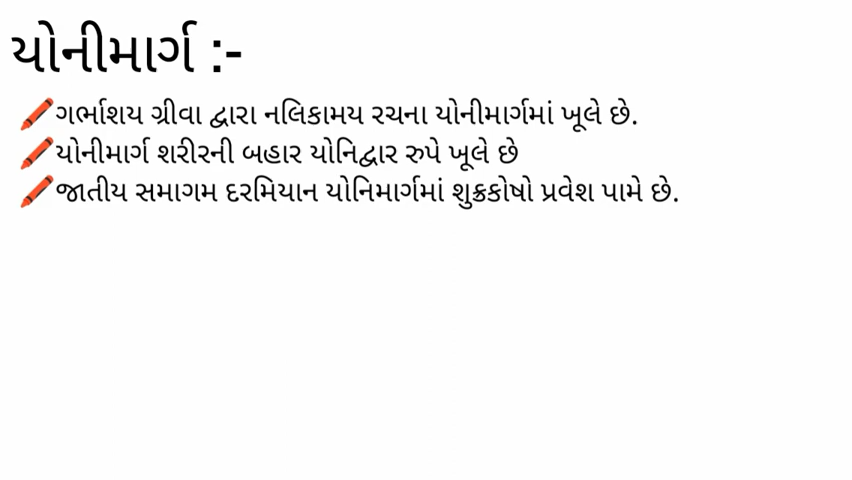 યોનીમાર્ગ :-
ગર્ભાશય ગ્રીવા દ્વારા નલિકામય રચના યોનીમાર્ગમાં ખૂલે છે.
યોનીમાર્ગ શરીરની બહાર યોનિદ્વાર રુપે ખૂલે છે
જાતીય સમાગમ દરમિયાન યોનિમાર્ગમાં શુક્રકોષો પ્રવેશ પામે છે.